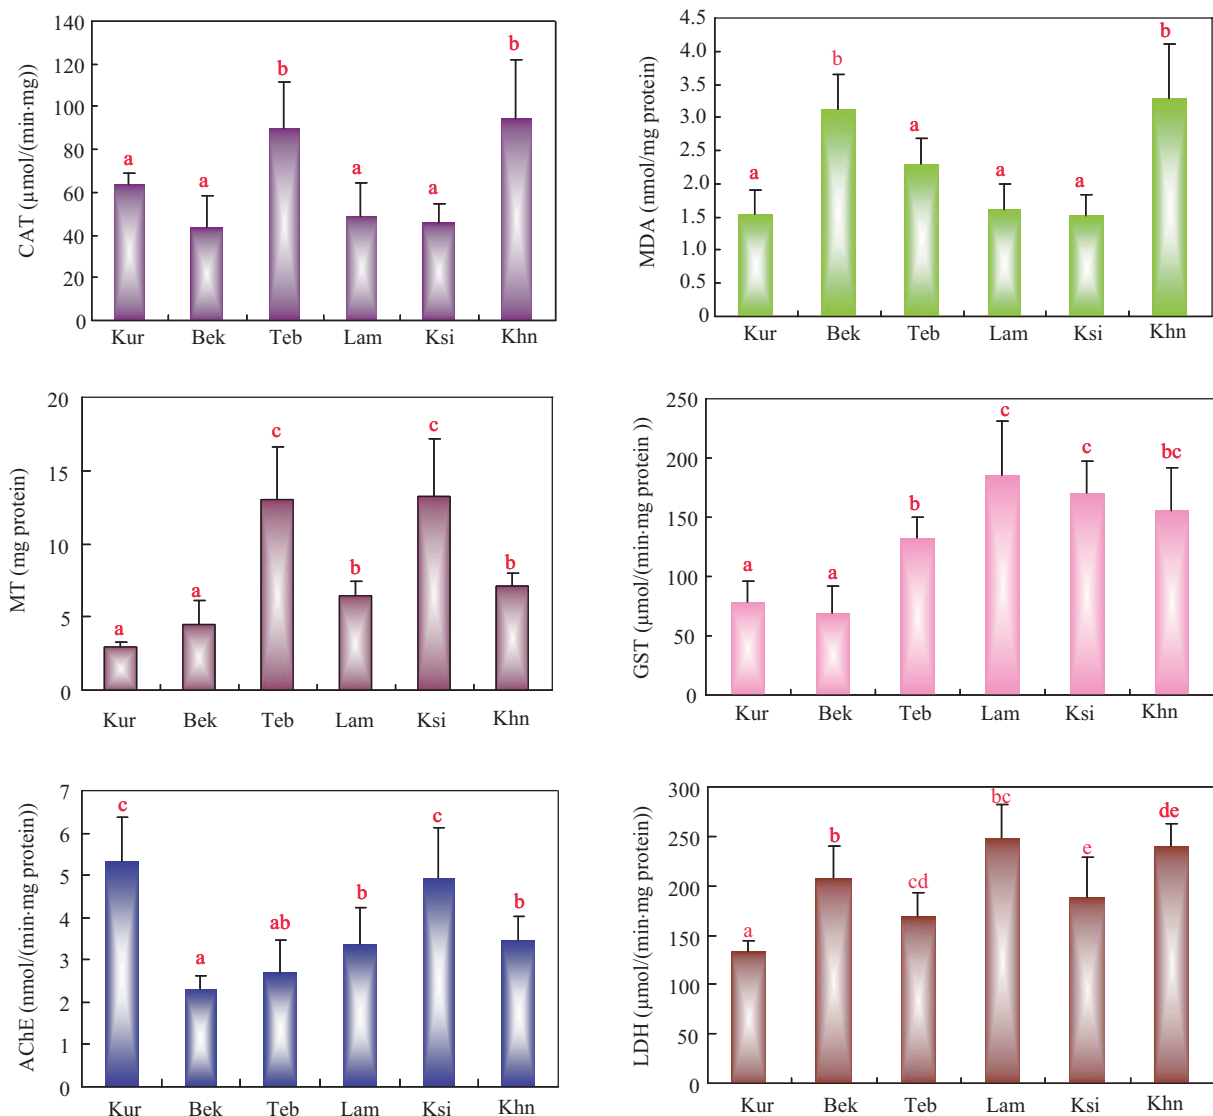 CAT (μmol/(min·mg))
140
120
100
80
60
40
20
0
a
a
b
a
a
b
Kur Bek Teb Lam Ksi Khn
MDA (nmol/mg protein)
4.5
4.0
3.5
3.0
2.5
2.0
1.5
1.0
0.5
0
a
b
a
a
a
b
Kur Bek Teb Lam Ksi Khn
MT (mg protein)
20
15
10
5
0
a
a
c
b
c
b
Kur Bek Teb Lam Ksi Khn
GST (μmol/(min·mg protein ))
250
200
150
100
50
0
a
a
b
c
c
bc
Kur Bek Teb Lam Ksi Khn
AChE (nmol/(min·mg protein))
7
6
5
4
3
2
1
0
c
a
ab
b
c
b
Kur Bek Teb Lam Ksi Khn
LDH (μmol/(min·mg protein))
300
250
200
150
100
50
0
a
b
cd
bc
e
de
Kur Bek Teb Lam Ksi Khn